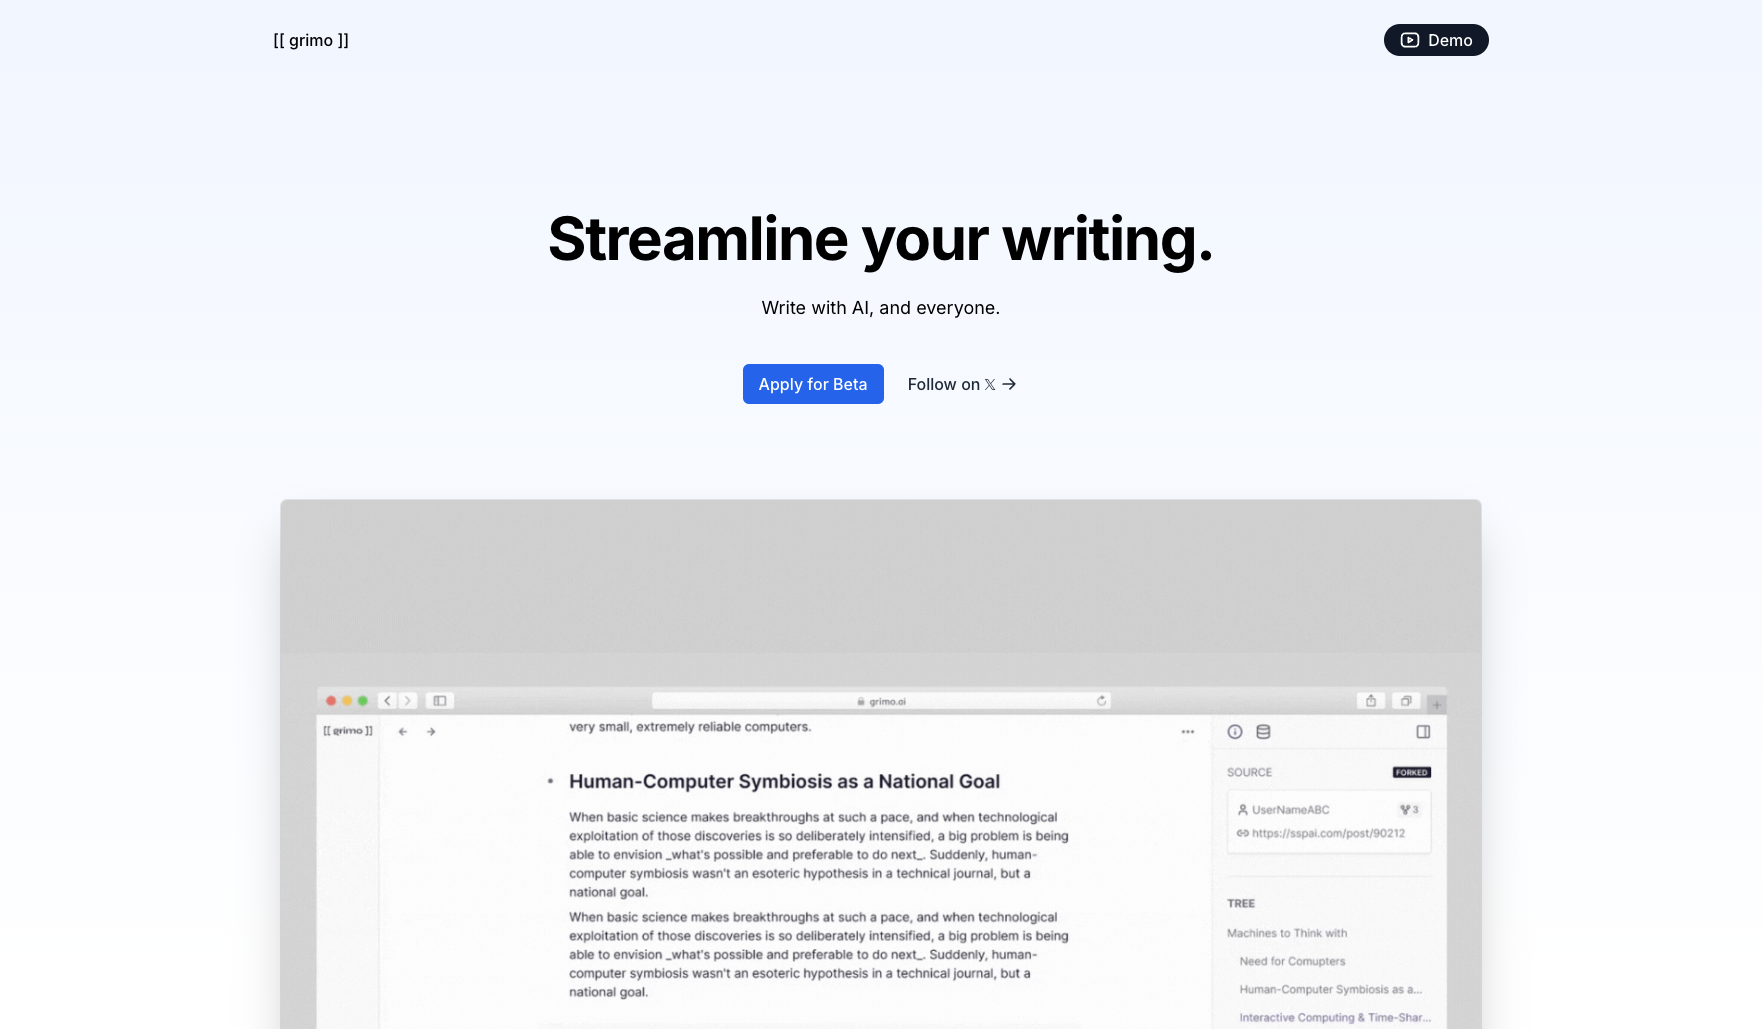 [[ grimo ]]
Demo
Streamline your writing.
Write with AI, and everyone.
Apply for Beta
Follow on 𝕏 →
grimo.ai
[[ grimo ]]
very small, extremely reliable computers.
Human-Computer Symbiosis as a National Goal
When basic science makes breakthroughs at such a pace, and when technological
exploitation of those discoveries is so deliberately intensified, a big problem is being
able to envision _what's possible and preferable to do next_. Suddenly, human-
computer symbiosis wasn't an esoteric hypothesis in a technical journal, but a
national goal.
When basic science makes breakthroughs at such a pace, and when technological
exploitation of those discoveries is so deliberately intensified, a big problem is being
able to envision _what's possible and preferable to do next_. Suddenly, human-
computer symbiosis wasn't an esoteric hypothesis in a technical journal, but a
national goal.
SOURCE
FORKED
UserNameABC
3
https://sspai.com/post/90212
TREE
Machines to Think with
Need for Comupters
Human-Computer Symbiosis as a...
Interactive Computing & Time-Shar...